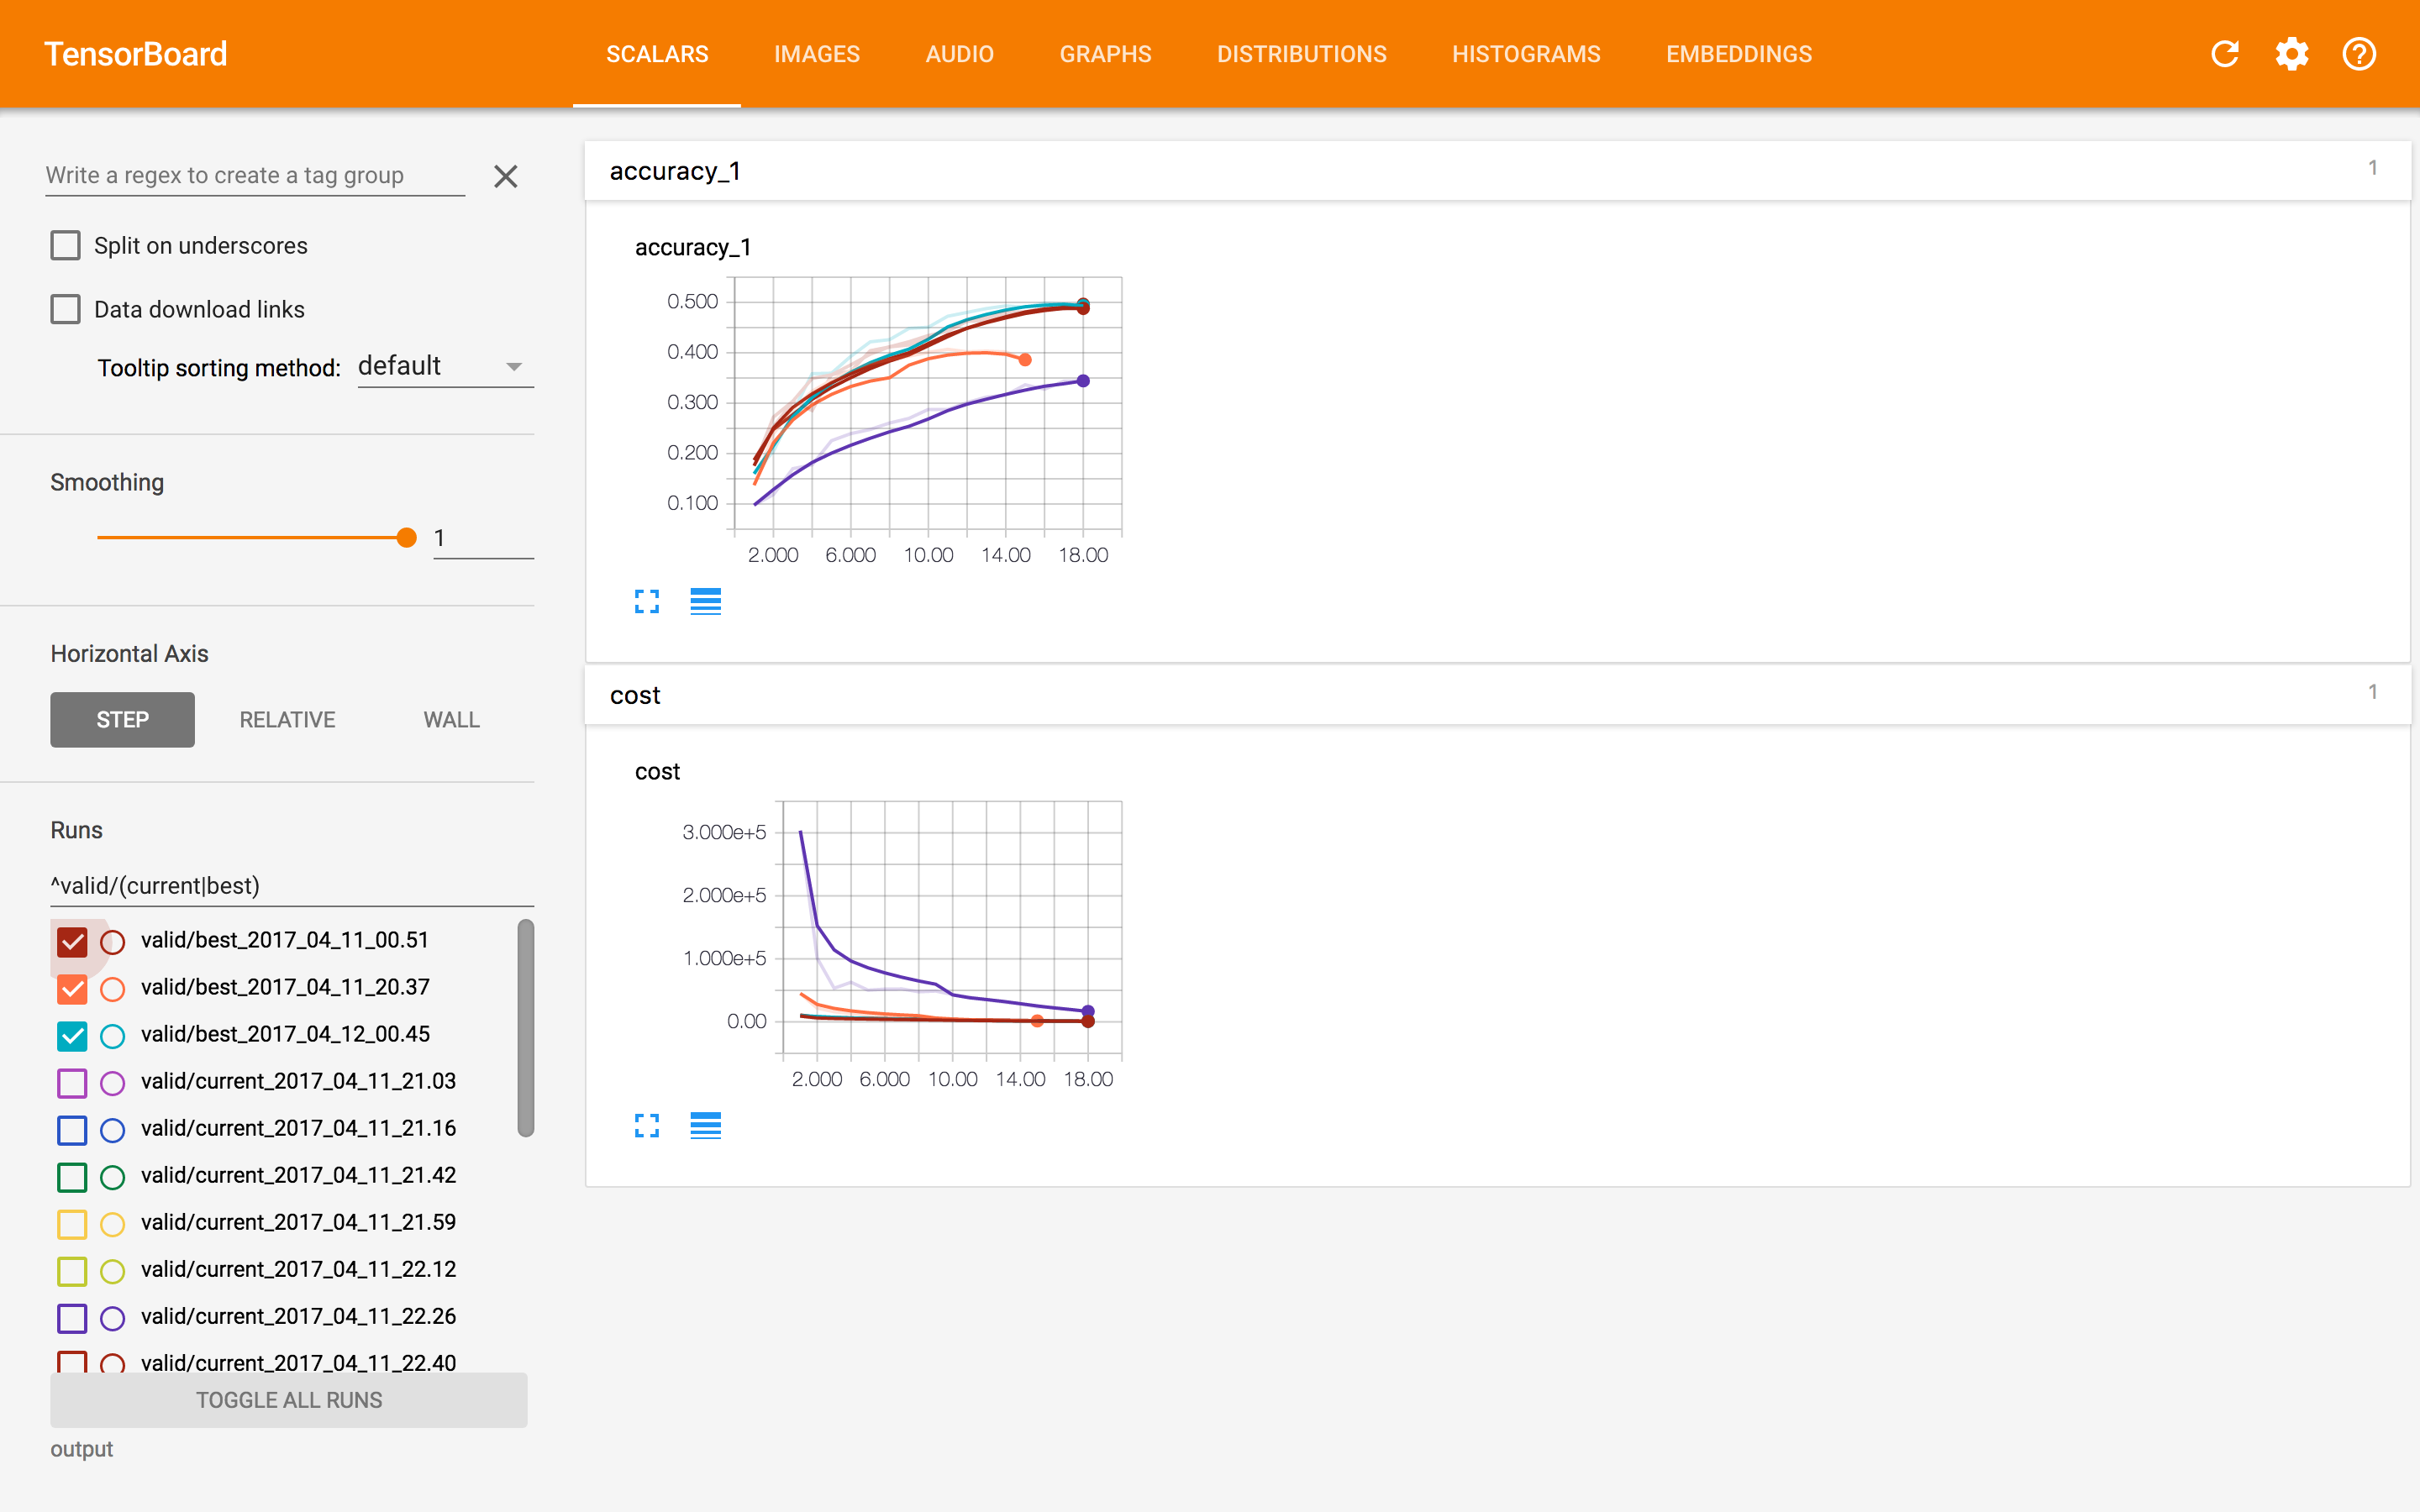 TensorBoard
SCALARS IMAGES AUDIO GRAPHS DISTRIBUTIONS HISTOGRAMS EMBEDDINGS
Write a regex to create a tag group
Split on underscores
Data download links
Tooltip sorting method: default
Smoothing
1
Horizontal Axis
STEP RELATIVE WALL
Runs
^valid/(current|best)
valid/best_2017_04_11_00.51
valid/best_2017_04_11_20.37
valid/best_2017_04_12_00.45
valid/current_2017_04_11_21.03
valid/current_2017_04_11_21.16
valid/current_2017_04_11_21.42
valid/current_2017_04_11_21.59
valid/current_2017_04_11_22.12
valid/current_2017_04_11_22.26
valid/current_2017_04_11_22.40
TOGGLE ALL RUNS
output
accuracy_1 1
accuracy_1
0.500
0.400
0.300
0.200
0.100
2.000 6.000 10.00 14.00 18.00
cost 1
cost
3.000e+5
2.000e+5
1.000e+5
0.00
2.000 6.000 10.00 14.00 18.00